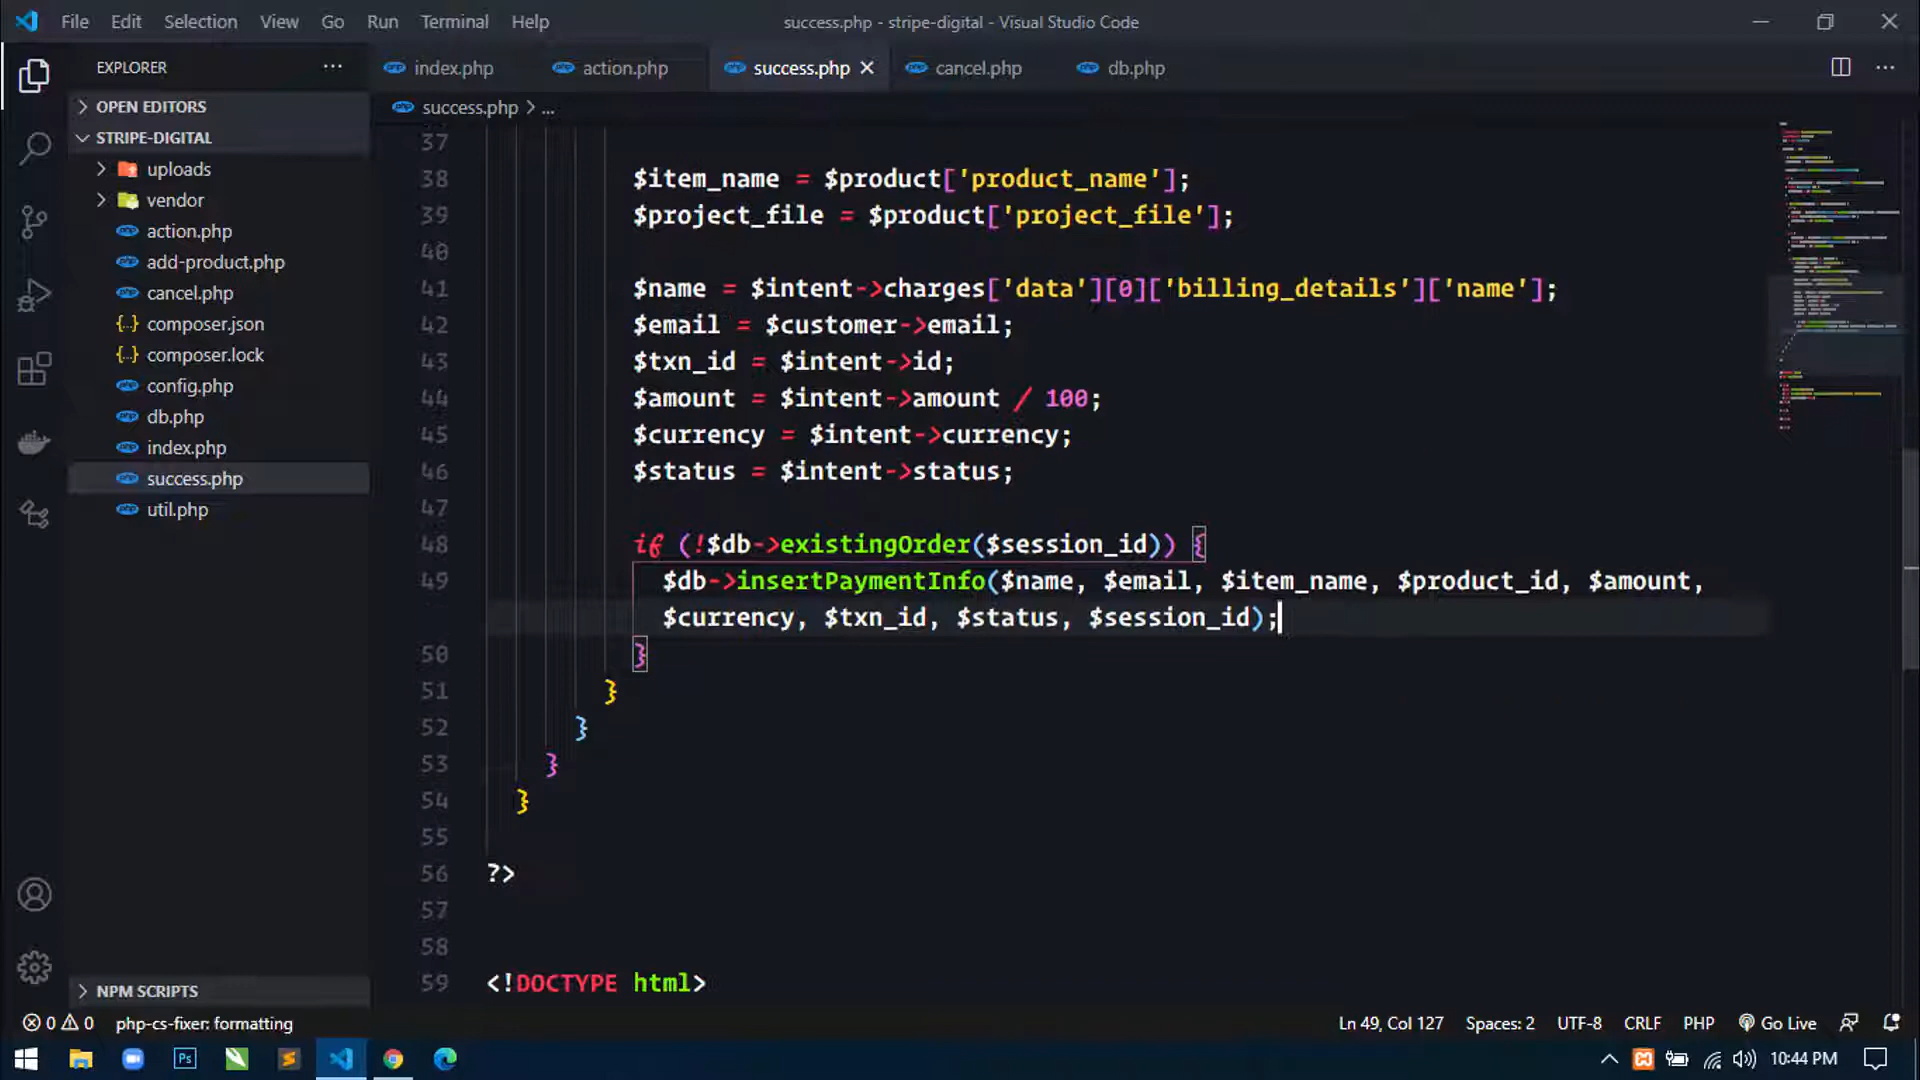 File Edit Selection View Go Run Terminal Help
success.php - stripe-digital - Visual Studio Code
EXPLORER
index.php action.php success.php cancel.php db.php
success.php > ...
OPEN EDITORS
STRIPE-DIGITAL
uploads
vendor
action.php
add-product.php
cancel.php
composer.json
composer.lock
config.php
db.php
index.php
success.php
util.php
NPM SCRIPTS
37
38 $item_name = $product['product_name'];
39 $project_file = $product['project_file'];
40
41 $name = $intent->charges['data'][0]['billing_details']['name'];
42 $email = $customer->email;
43 $txn_id = $intent->id;
44 $amount = $intent->amount / 100;
45 $currency = $intent->currency;
46 $status = $intent->status;
47
48 if (!$db->existingOrder($session_id)) {
49 $db->insertPaymentInfo($name, $email, $item_name, $product_id, $amount,
$currency, $txn_id, $status, $session_id);
50 }
51 }
52 }
53 }
54 }
55
56 ?>
57
58
59 <!DOCTYPE html>
0 0 php-cs-fixer: formatting Ln 49, Col 127 Spaces: 2 UTF-8 CRLF PHP Go Live
Ps 10:44 PM